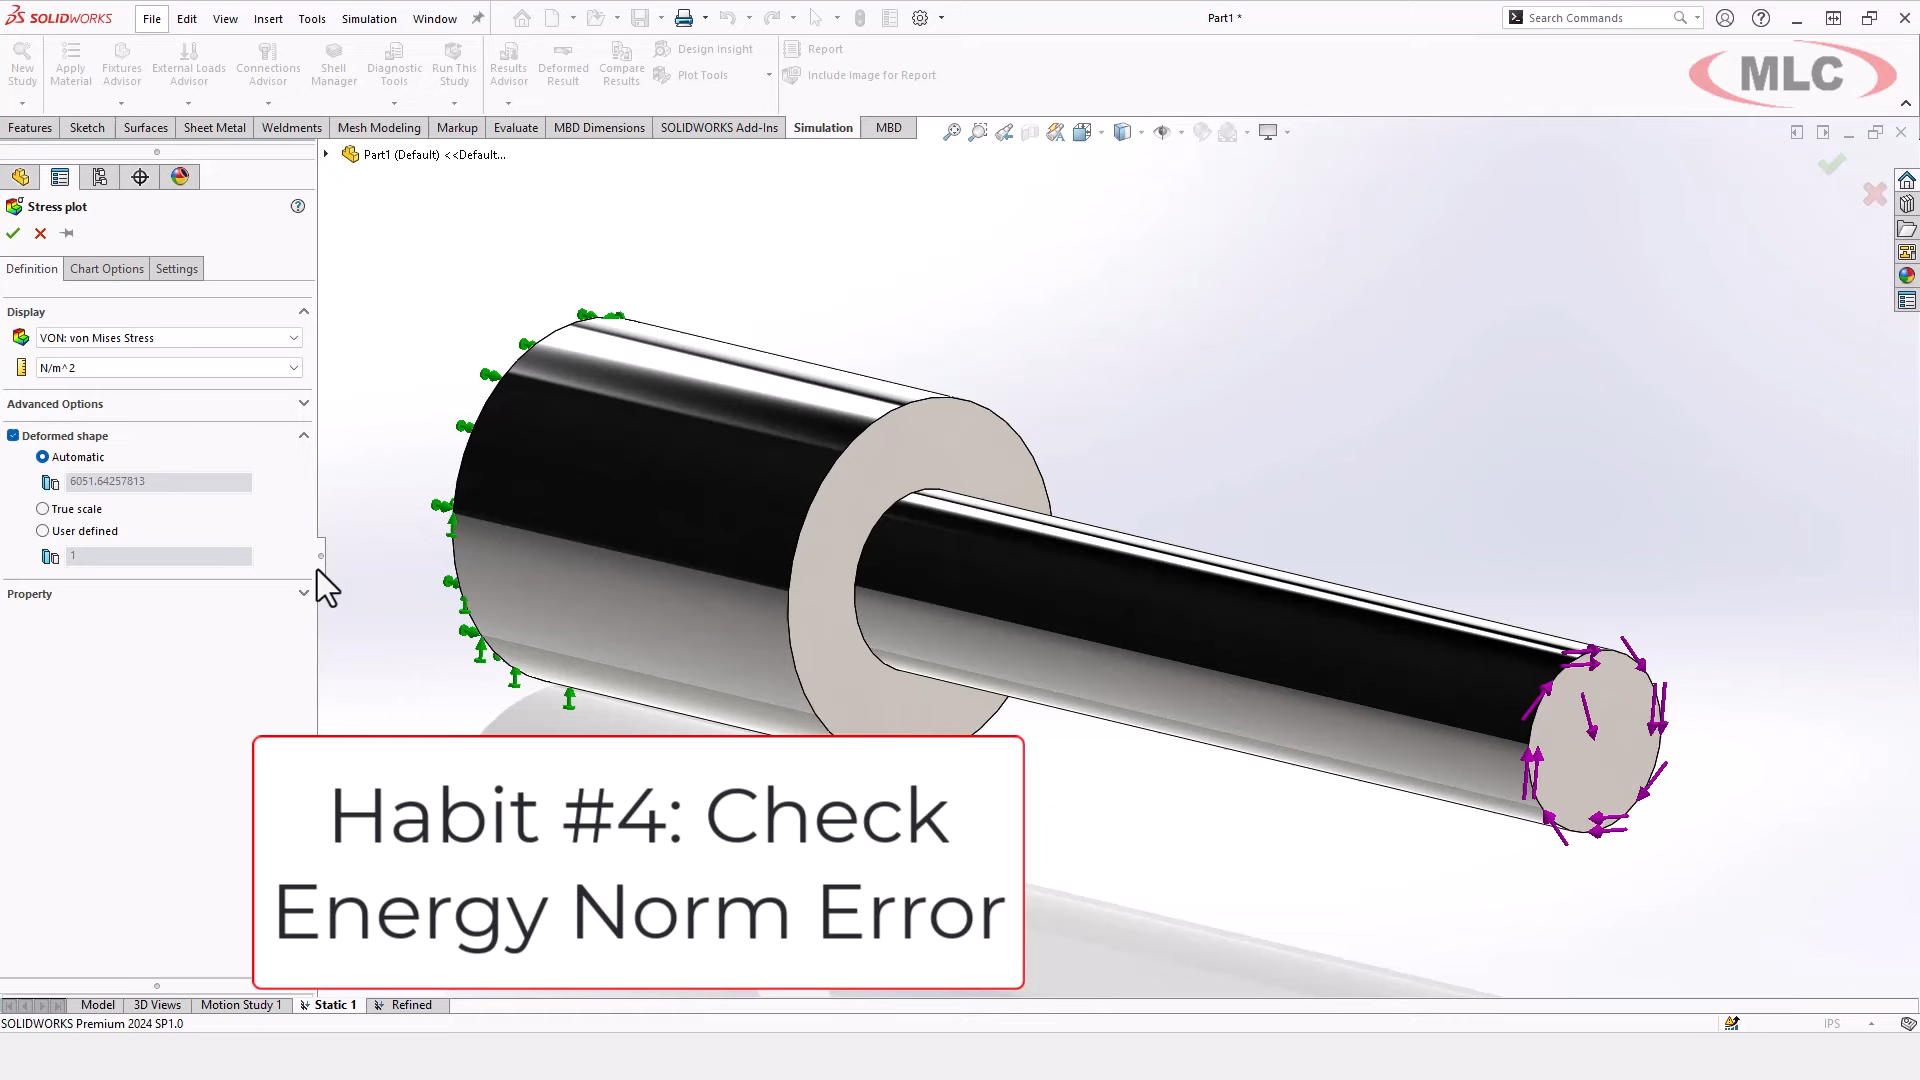 SOLIDWORKS File Edit View Insert Tools Simulation Window Part1 * Search Commands
New Study Apply Material Fixtures Advisor External Loads Advisor Connections Advisor Shell Manager Diagnostic Tools Run This Study Results Advisor Deformed Result Compare Results Design Insight Plot Tools Report Include Image for Report
MLC
Features Sketch Surfaces Sheet Metal Weldments Mesh Modeling Markup Evaluate MBD Dimensions SOLIDWORKS Add-Ins Simulation MBD
Part1 (Default) <<Default...
Stress plot
Definition Chart Options Settings
Display
VON: von Mises Stress
N/m^2
Advanced Options
Deformed shape
Automatic
6051.64257813
True scale
User defined
1
Property
Habit #4: Check
Energy Norm Error
Model 3D Views Motion Study 1 Static 1 Refined
SOLIDWORKS Premium 2024 SP1.0 IPS